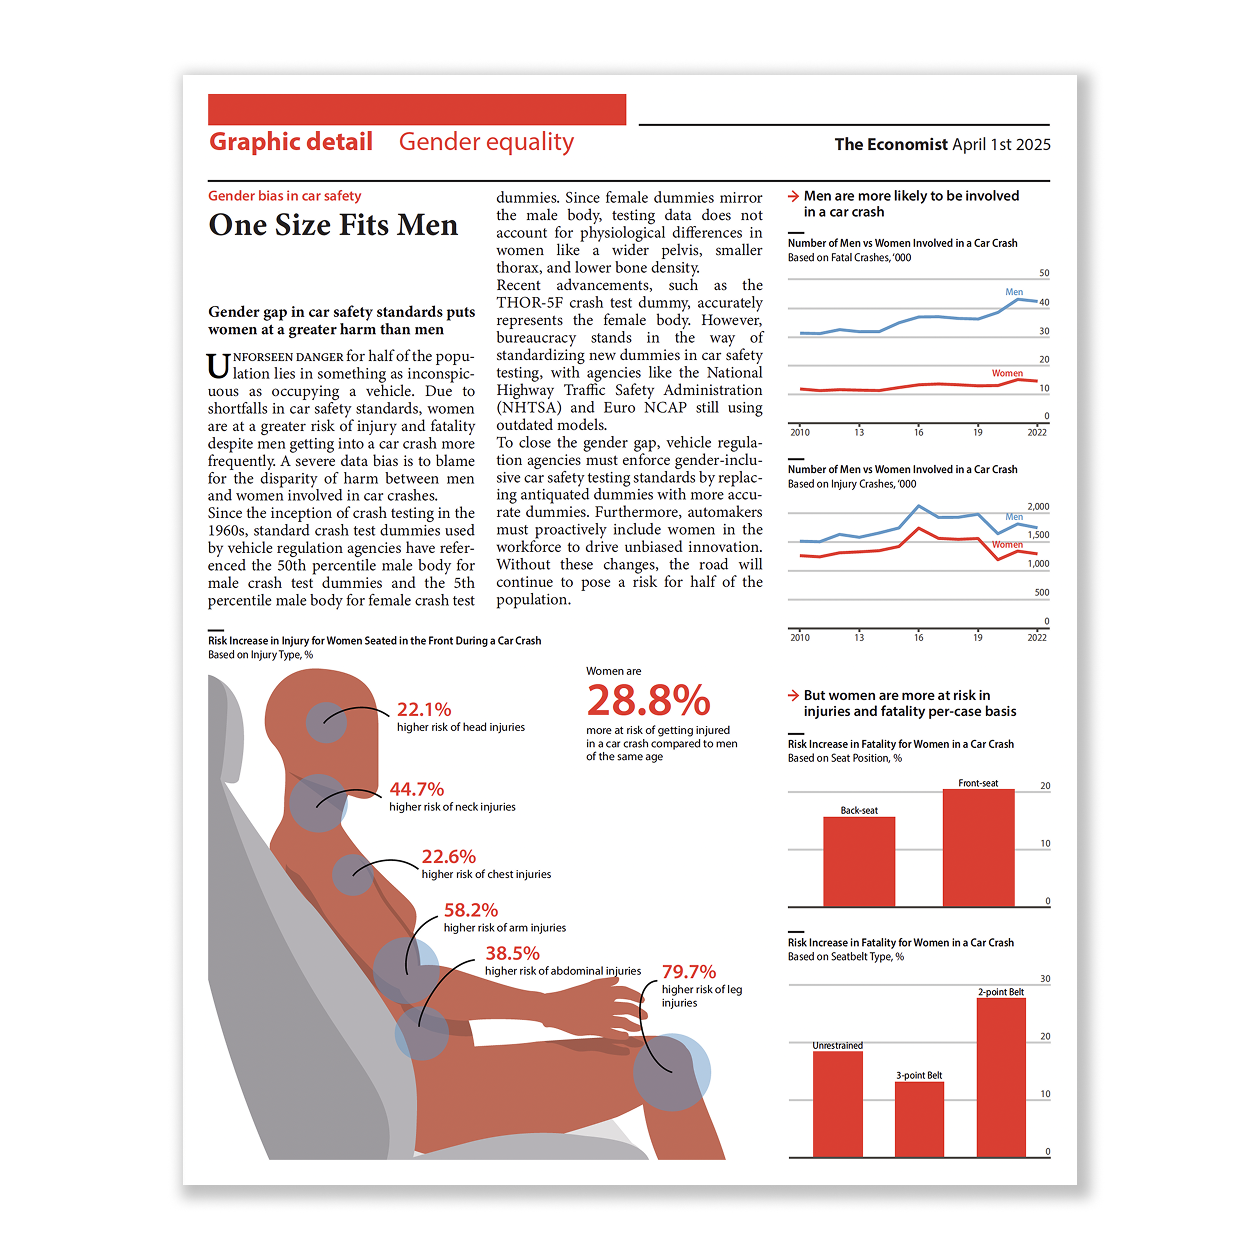 Graphic detail Gender equality
The Economist April 1st 2025
Gender bias in car safety
One Size Fits Men
Gender gap in car safety standards puts
women at a greater harm than men
UNFORSEEN DANGER for half of the popu-
lation lies in something as inconspic-
uous as occupying a vehicle. Due to
shortfalls in car safety standards, women
are at a greater risk of injury and fatality
despite men getting into a car crash more
frequently. A severe data bias is to blame
for the disparity of harm between men
and women involved in car crashes.
Since the inception of crash testing in the
1960s, standard crash test dummies used
by vehicle regulation agencies have refer-
enced the 50th percentile male body for
male crash test dummies and the 5th
percentile male body for female crash test
dummies. Since female dummies mirror
the male body, testing data does not
account for physiological differences in
women like a wider pelvis, smaller
thorax, and lower bone density.
Recent advancements, such as the
THOR-5F crash test dummy, accurately
represents the female body. However,
bureaucracy stands in the way of
standardizing new dummies in car safety
testing, with agencies like the National
Highway Traffic Safety Administration
(NHTSA) and Euro NCAP still using
outdated models.
To close the gender gap, vehicle regula-
tion agencies must enforce gender-inclu-
sive car safety testing standards by replac-
ing antiquated dummies with more accu-
rate dummies. Furthermore, automakers
must proactively include women in the
workforce to drive unbiased innovation.
Without these changes, the road will
continue to pose a risk for half of the
population.
→ Men are more likely to be involved
in a car crash
Number of Men vs Women Involved in a Car Crash
Based on Fatal Crashes, '000
50
Men
40
30
20
Women
10
0
2010 13 16 19 2022
Number of Men vs Women Involved in a Car Crash
Based on Injury Crashes, '000
2,000
Men
1,500
Women
1,000
500
0
2010 13 16 19 2022
Risk Increase in Injury for Women Seated in the Front During a Car Crash
Based on Injury Type, %
22.1%
higher risk of head injuries
44.7%
higher risk of neck injuries
22.6%
higher risk of chest injuries
58.2%
higher risk of arm injuries
38.5%
higher risk of abdominal injuries
79.7%
higher risk of leg
injuries
Women are
28.8%
more at risk of getting injured
in a car crash compared to men
of the same age
→ But women are more at risk in
injuries and fatality per-case basis
Risk Increase in Fatality for Women in a Car Crash
Based on Seat Position, %
Front-seat
20
Back-seat
10
0
Risk Increase in Fatality for Women in a Car Crash
Based on Seatbelt Type, %
30
2-point Belt
20
Unrestrained
3-point Belt
10
0